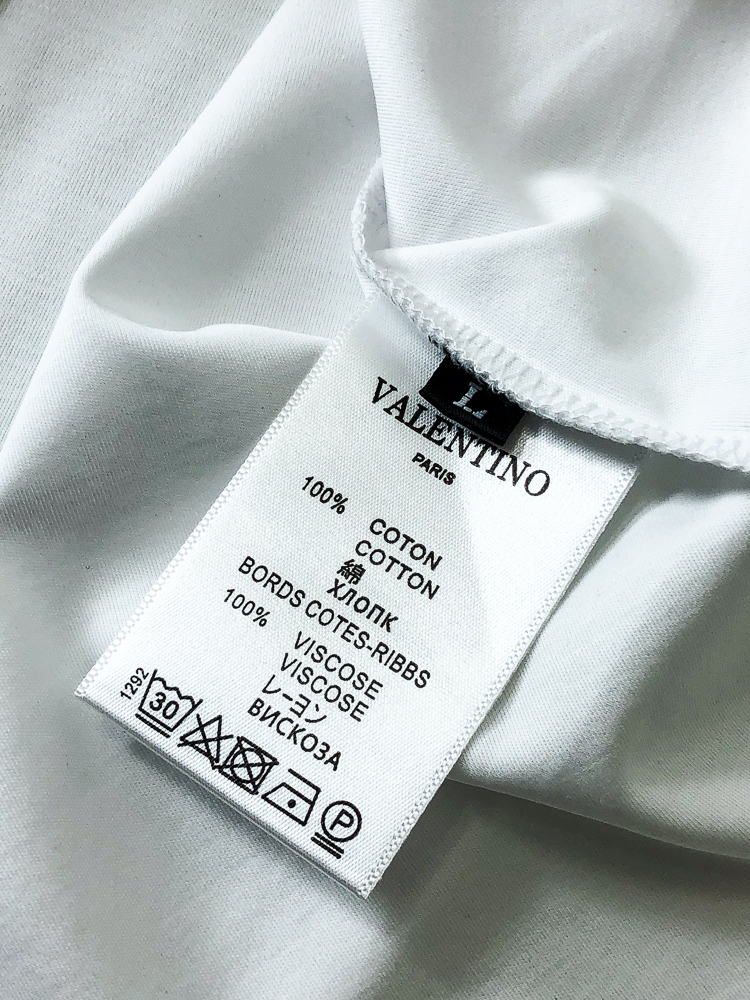 L
VALENTINO
PARIS
100% COTON
COTTON
綿
ХЛОПК
BORDS COTES-RIBBS
100% VISCOSE
VISCOSE
レーヨン
ВИСКОЗА
1292
30
P